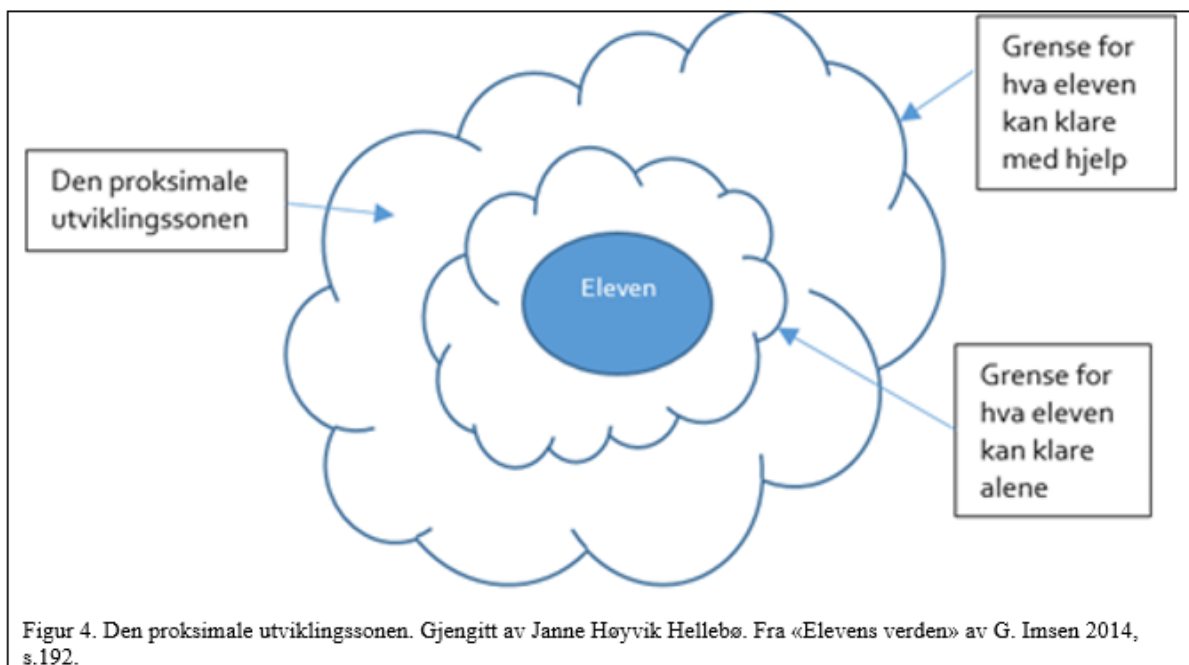 Grense for
hva eleven
kan klare
med hjelp
Den proksimale
utviklingssonen
Eleven
Grense for
hva eleven
kan klare
alene
Figur 4. Den proksimale utviklingssonen. Gjengitt av Janne Høyvik Hellebø. Fra «Elevens verden» av G. Imsen 2014,
s.192.